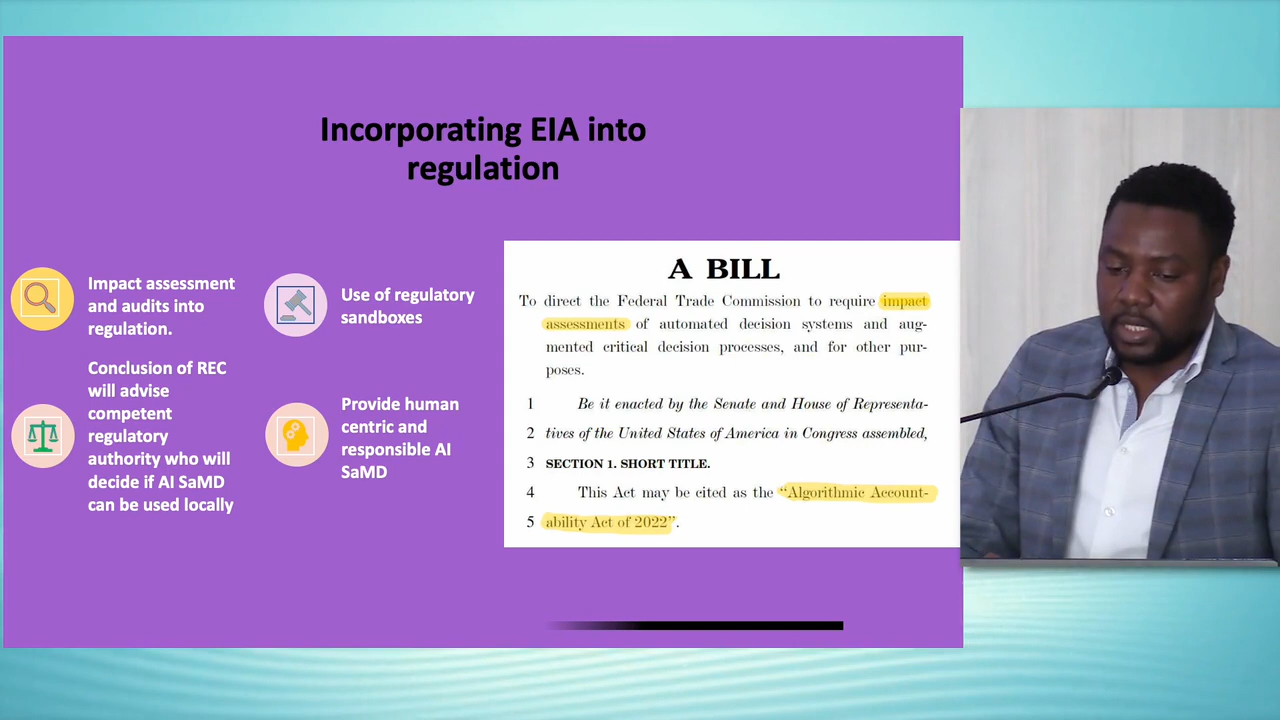 Incorporating EIA into
regulation
Impact assessment
and audits into
regulation.
Use of regulatory
sandboxes
Conclusion of REC
will advise
competent
regulatory
authority who will
decide if AI SaMD
can be used locally
Provide human
centric and
responsible AI
SaMD
A BILL
To direct the Federal Trade Commission to require impact
assessments of automated decision systems and aug-
mented critical decision processes, and for other pur-
poses.
1 Be it enacted by the Senate and House of Representa-
2 tives of the United States of America in Congress assembled,
3 SECTION 1. SHORT TITLE.
4 This Act may be cited as the “Algorithmic Account-
5 ability Act of 2022”.